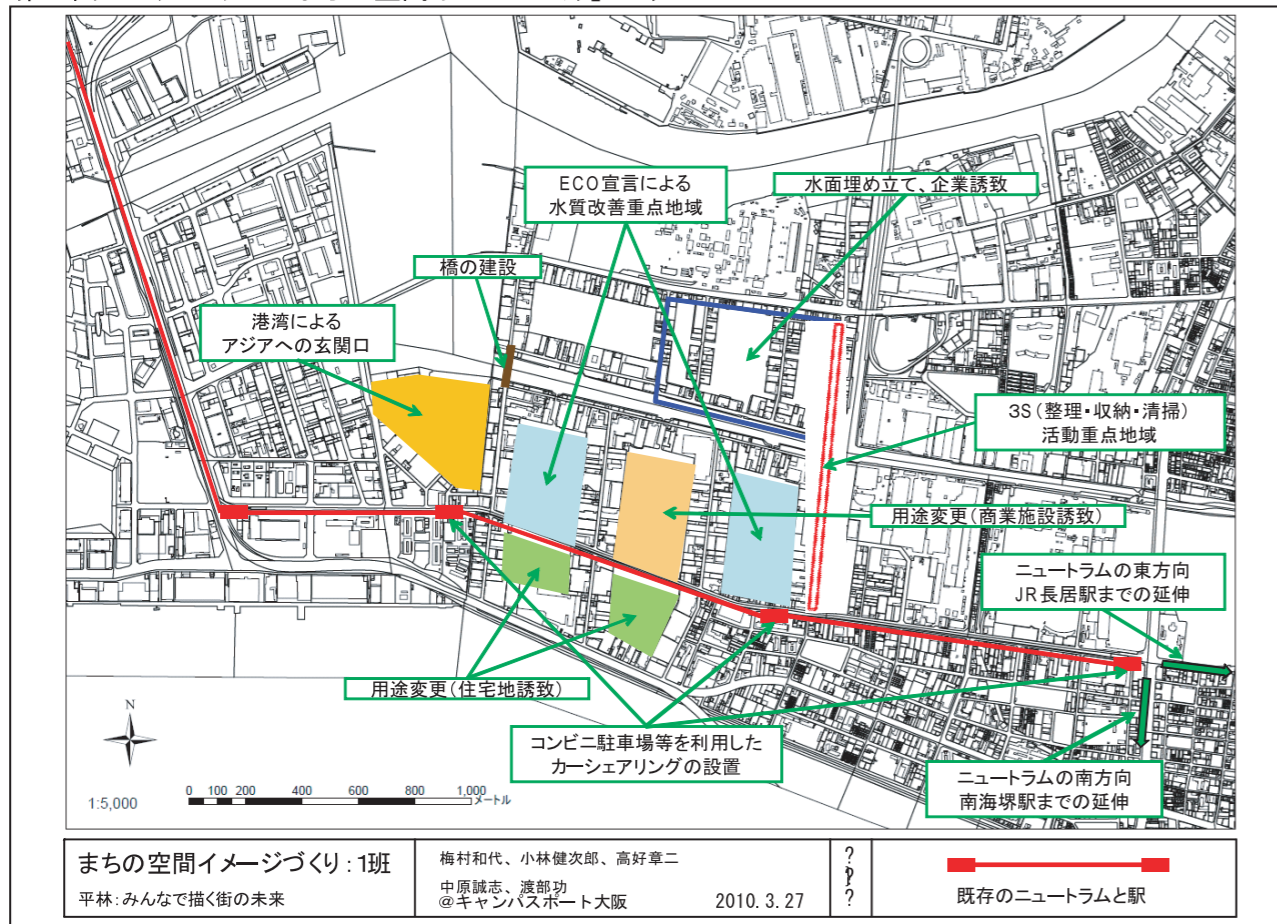 ECO宣言による
水質改善重点地域
水面埋め立て、企業誘致
橋の建設
港湾による
アジアへの玄関口
3S(整理・収納・清掃)
活動重点地域
用途変更(商業施設誘致)
ニュートラムの東方向
JR長居駅までの延伸
用途変更(住宅地誘致)
コンビニ駐車場等を利用した
カーシェアリングの設置
ニュートラムの南方向
南海堺駅までの延伸
N
1:5,000
0 100 200 400 600 800 1,000
メートル
まちの空間イメージづくり:1班
平林:みんなで描く街の未来
梅村和代、小林健次郎、高好章二
中原誠志、渡部功
@キャンパスポート大阪 2010.3.27
既存のニュートラムと駅